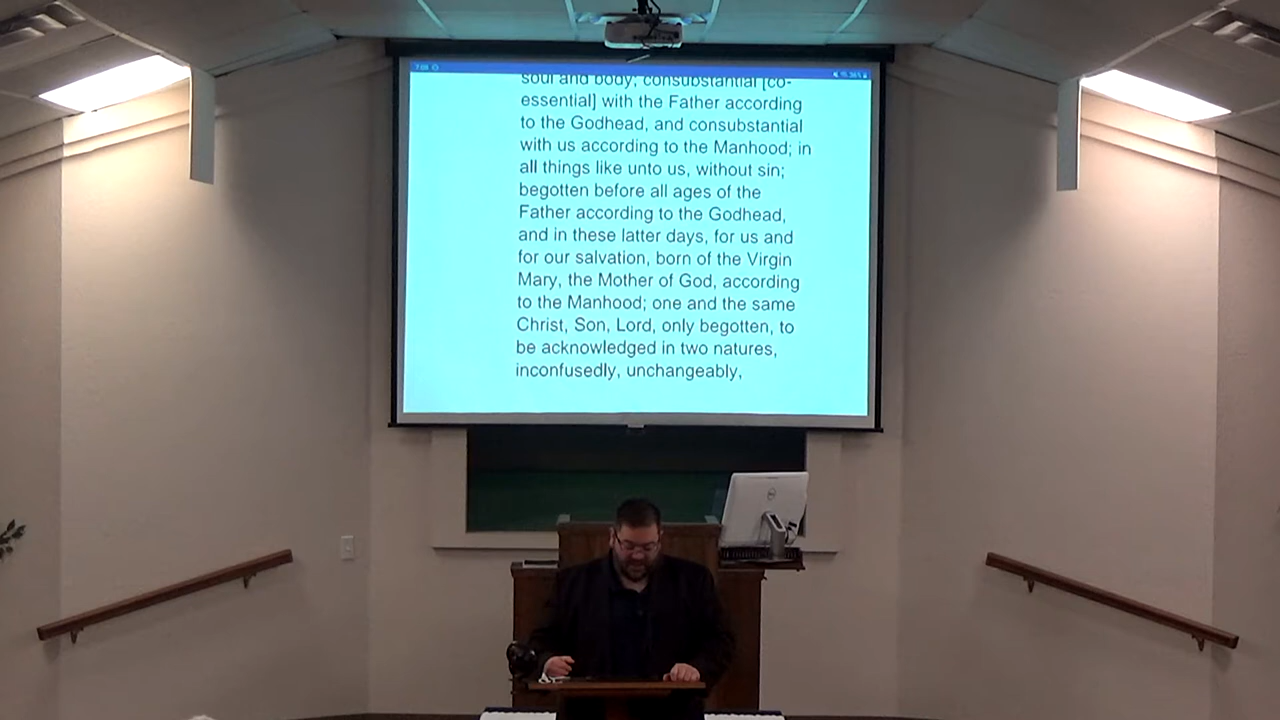 soul and body; consubstantial [co-
essential] with the Father according
to the Godhead, and consubstantial
with us according to the Manhood; in
all things like unto us, without sin;
begotten before all ages of the
Father according to the Godhead,
and in these latter days, for us and
for our salvation, born of the Virgin
Mary, the Mother of God, according
to the Manhood; one and the same
Christ, Son, Lord, only begotten, to
be acknowledged in two natures,
inconfusedly, unchangeably,